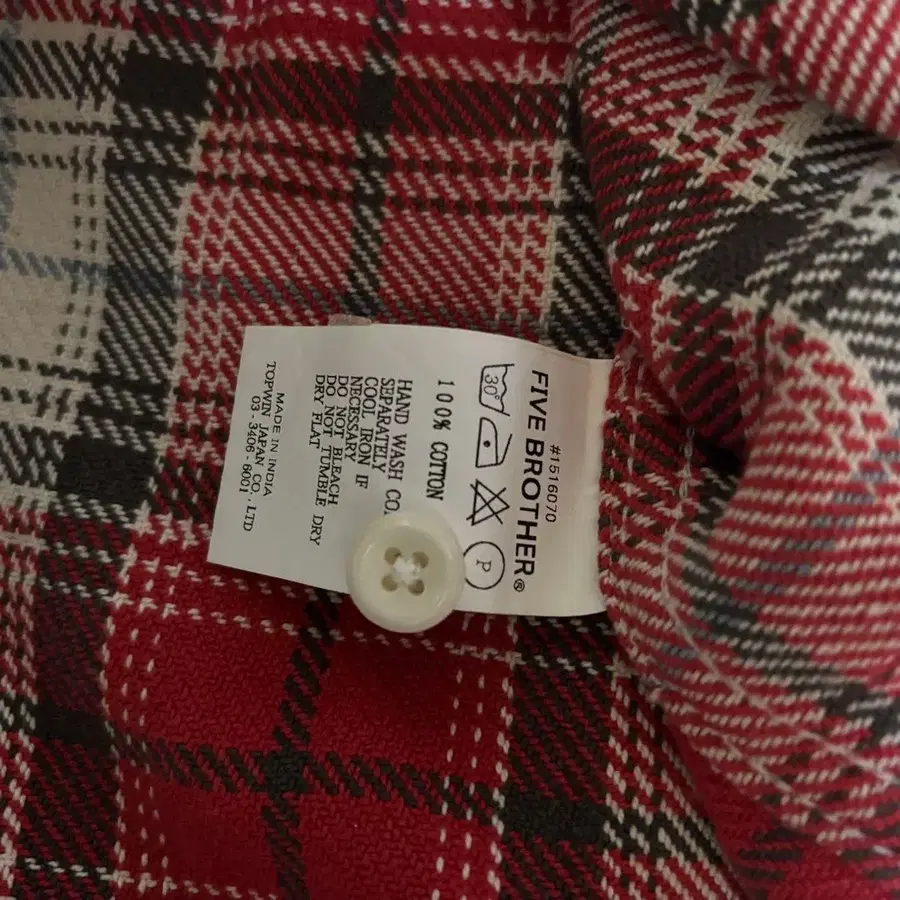 #1516070
FIVE BROTHER®
30°
P
100% COTTON
HAND WASH CO
SEPARATELY
COOL IRON IF
NECESSARY
DO NOT BLEACH
DO NOT TUMBLE DRY
DRY FLAT
MADE IN INDIA
TOPWIN JAPAN CO., LTD
03-3406-6001